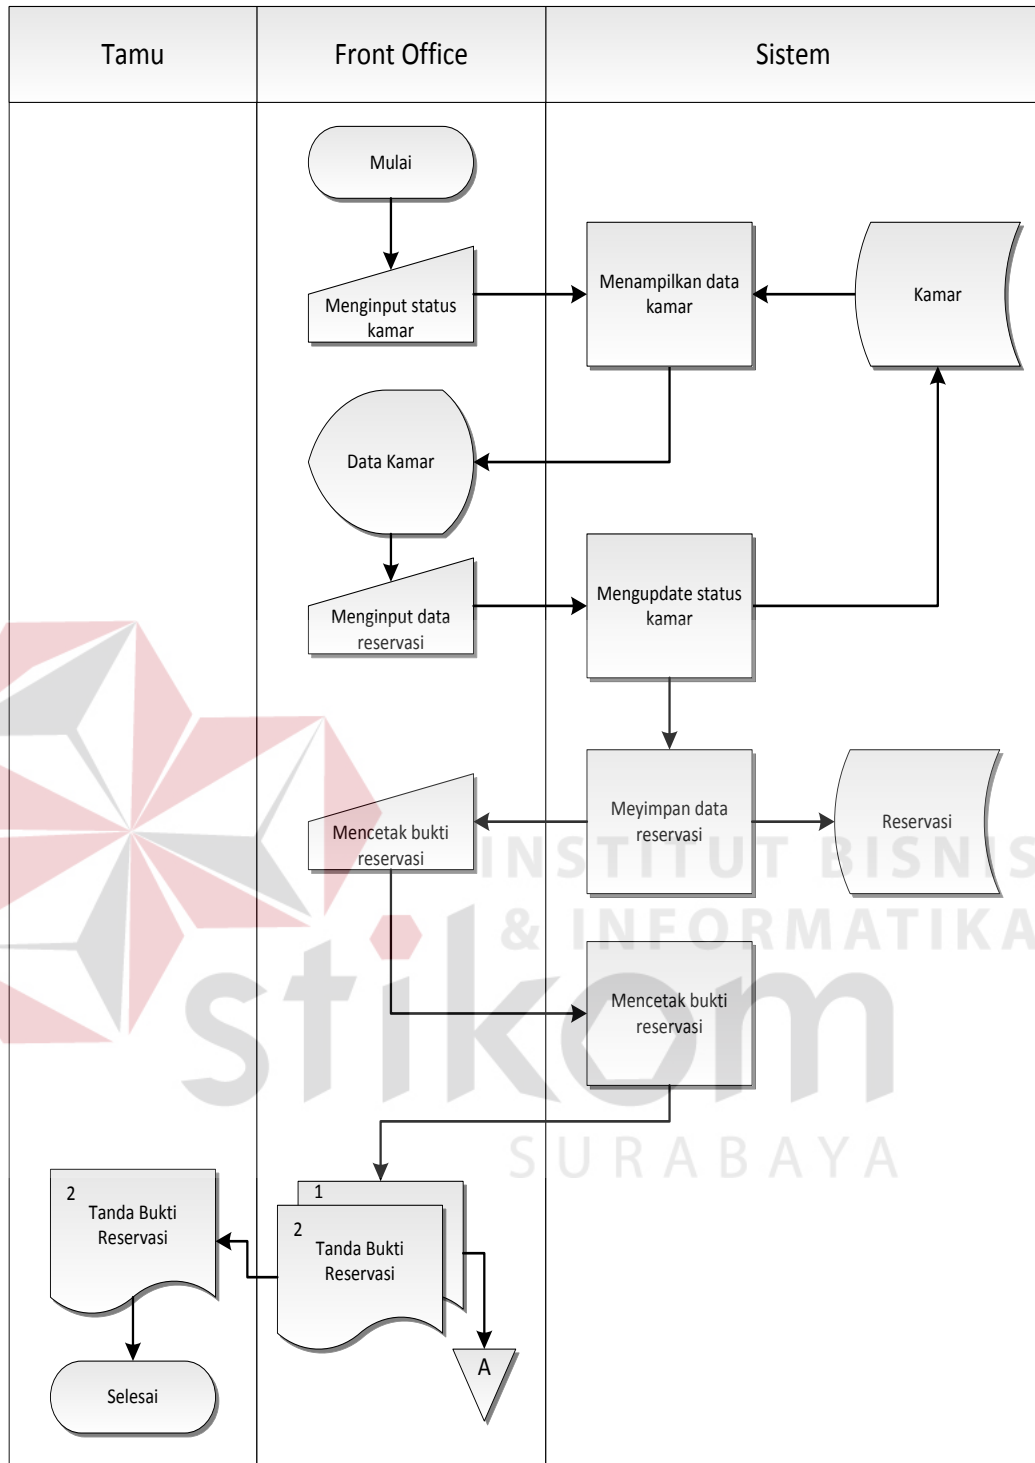 Tamu
Front Office
Sistem
Mulai
Menginput status
kamar
Menampilkan data
kamar
Kamar
Data Kamar
Menginput data
reservasi
Mengupdate status
kamar
Mencetak bukti
reservasi
Meyimpan data
reservasi
Reservasi
INSTITUT BISNIS
& INFORMATIKA
stikom
SURABAYA
Mencetak bukti
reservasi
2
Tanda Bukti
Reservasi
1
2
Tanda Bukti
Reservasi
A
Selesai